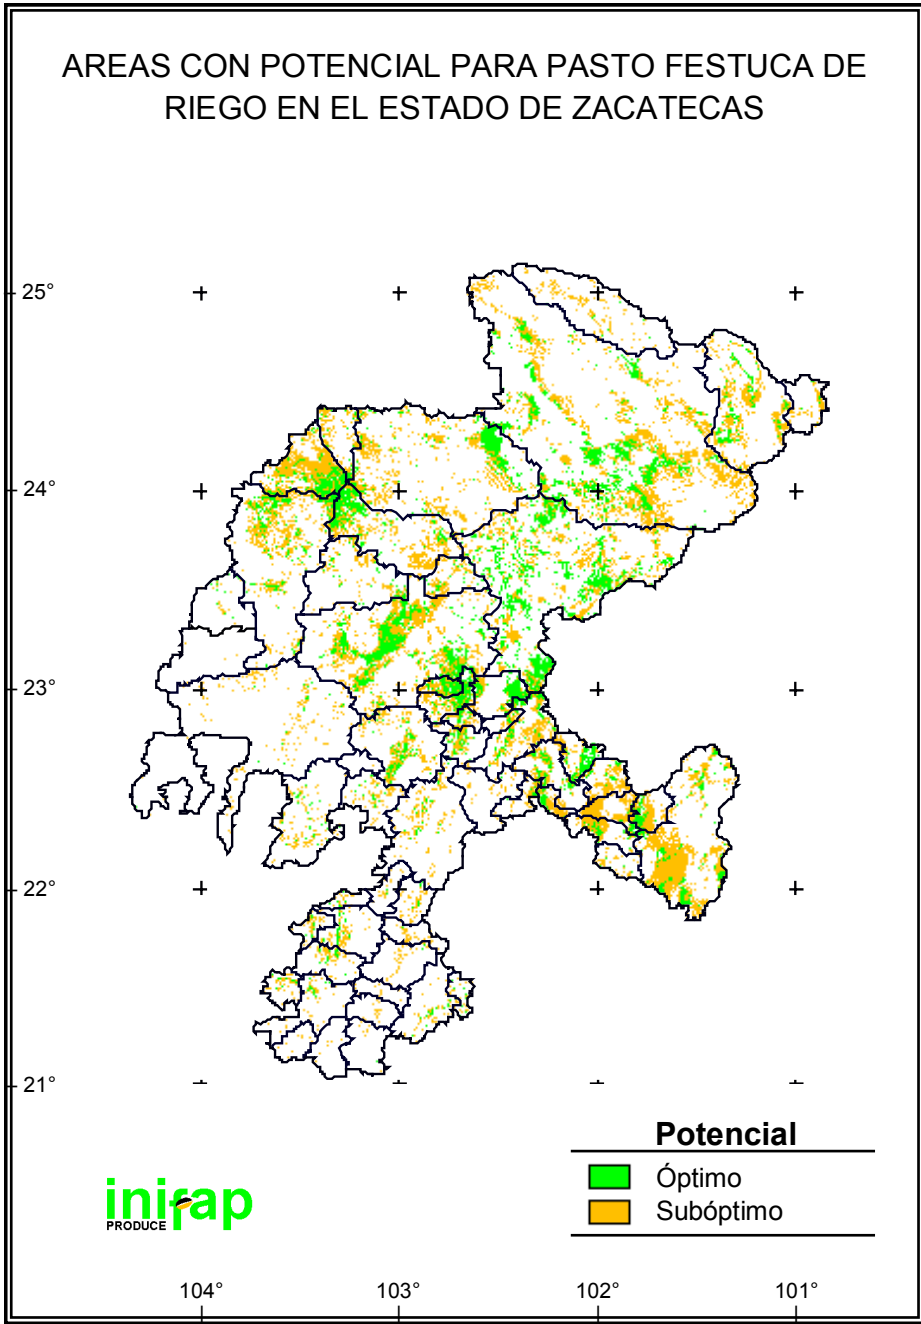 AREAS CON POTENCIAL PARA PASTO FESTUCA DE
RIEGO EN EL ESTADO DE ZACATECAS
25°
24°
23°
22°
21°
Potencial
Óptimo
Subóptimo
inifap
PRODUCE
104°
103°
102°
101°